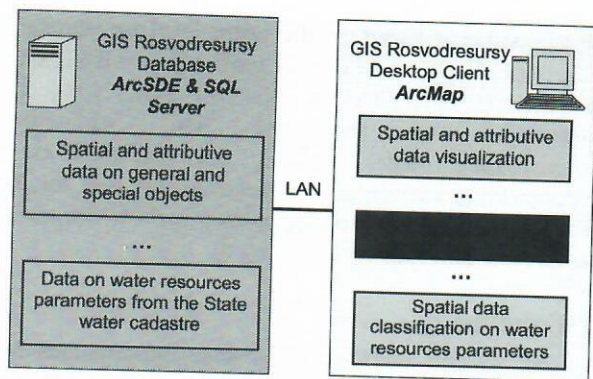 GIS Rosvodresursy
Database
ArcSDE & SQL
Server
Spatial and attributive
data on general and
special objects
...
Data on water resources
parameters from the State
water cadastre
LAN
GIS Rosvodresursy
Desktop Client
ArcMap
Spatial and attributive
data visualization
...
...
Spatial data
classification on water
resources parameters